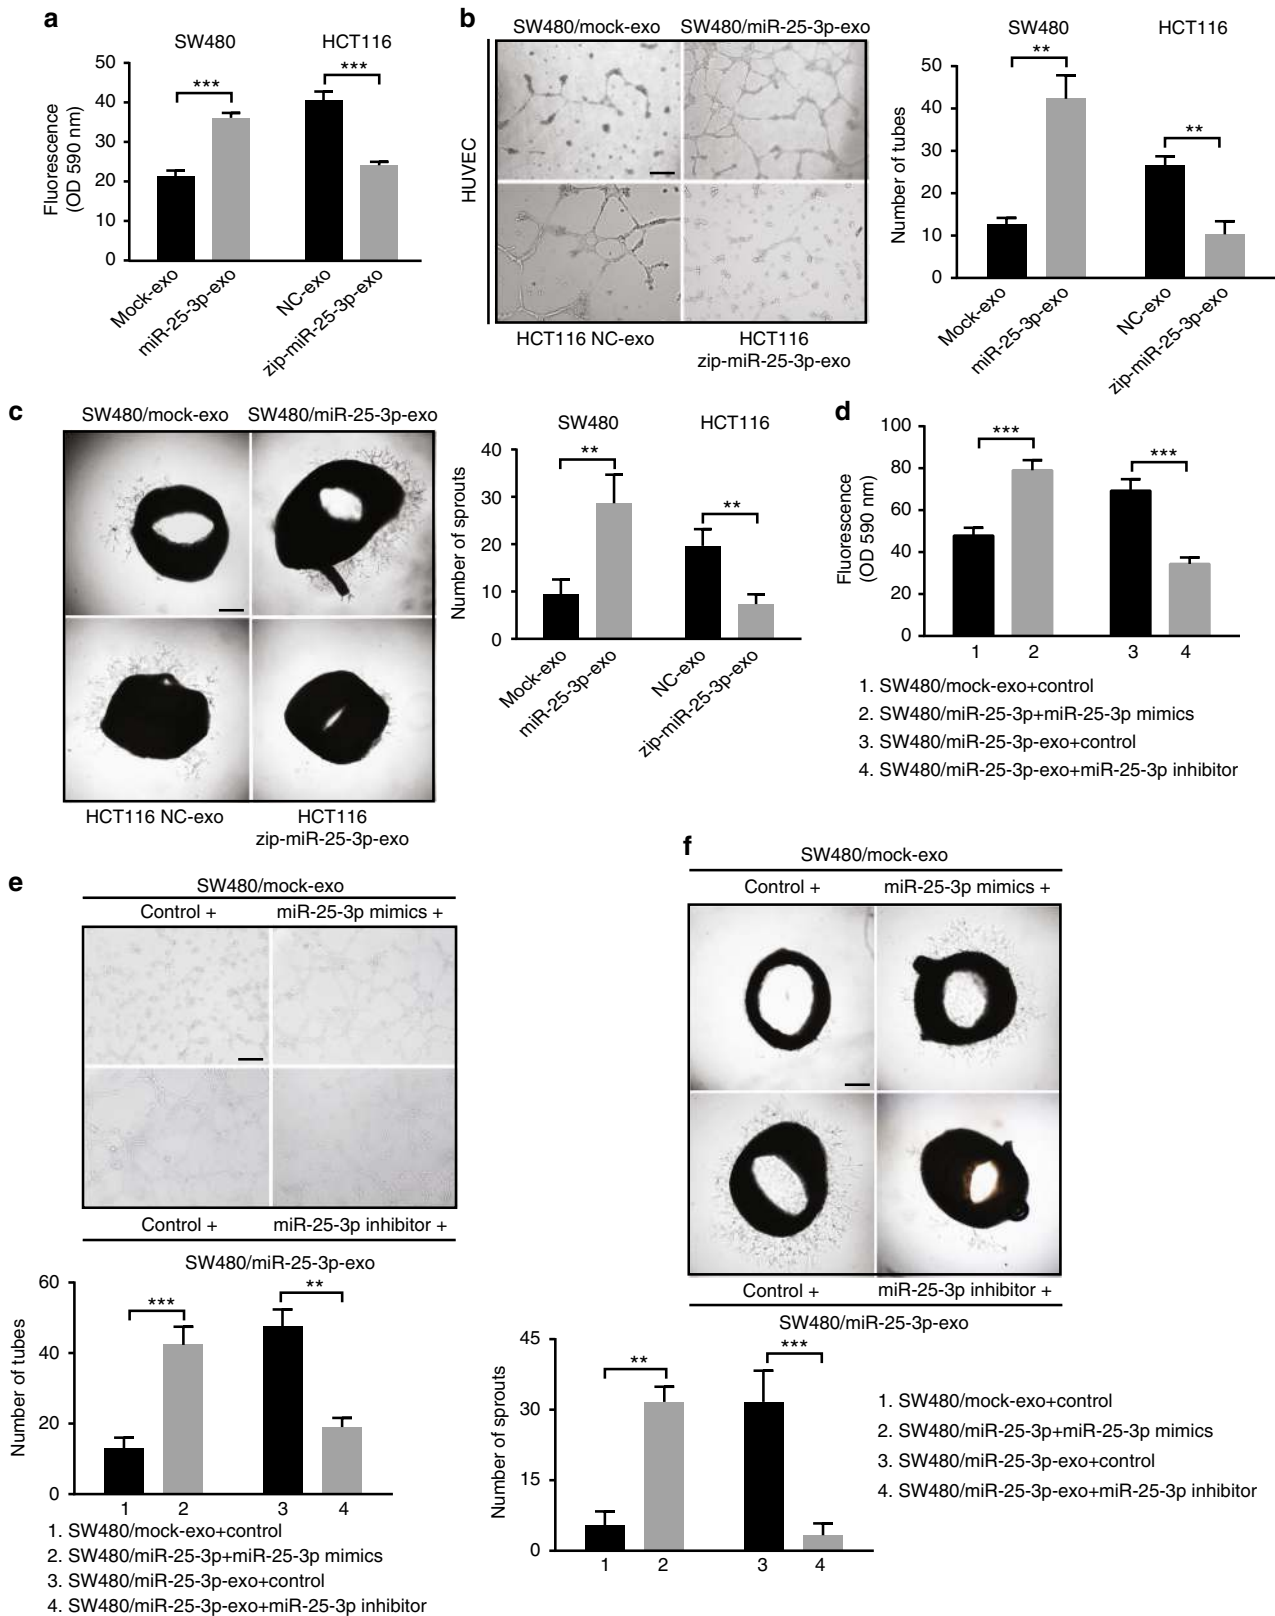 a
SW480 HCT116
***
***
50
40
30
20
10
0
Fluorescence
(OD 590 nm)
Mock-exo
miR-25-3p-exo
NC-exo
zip-miR-25-3p-exo
b
SW480/mock-exo SW480/miR-25-3p-exo
HUVEC
HCT116 NC-exo
HCT116
zip-miR-25-3p-exo
SW480 HCT116
**
**
50
40
30
20
10
0
Number of tubes
Mock-exo
miR-25-3p-exo
NC-exo
zip-miR-25-3p-exo
c
SW480/mock-exo SW480/miR-25-3p-exo
HCT116 NC-exo
HCT116
zip-miR-25-3p-exo
SW480 HCT116
**
**
40
30
20
10
0
Number of sprouts
Mock-exo
miR-25-3p-exo
NC-exo
zip-miR-25-3p-exo
d
***
***
100
80
60
40
20
0
Fluorescence
(OD 590 nm)
1 2 3 4
1. SW480/mock-exo+control
2. SW480/miR-25-3p+miR-25-3p mimics
3. SW480/miR-25-3p-exo+control
4. SW480/miR-25-3p-exo+miR-25-3p inhibitor
e
SW480/mock-exo
Control + miR-25-3p mimics +
Control + miR-25-3p inhibitor +
SW480/miR-25-3p-exo
***
**
60
40
20
0
Number of tubes
1 2 3 4
1. SW480/mock-exo+control
2. SW480/miR-25-3p+miR-25-3p mimics
3. SW480/miR-25-3p-exo+control
4. SW480/miR-25-3p-exo+miR-25-3p inhibitor
f
SW480/mock-exo
Control + miR-25-3p mimics +
Control + miR-25-3p inhibitor +
SW480/miR-25-3p-exo
**
***
45
30
15
0
Number of sprouts
1 2 3 4
1. SW480/mock-exo+control
2. SW480/miR-25-3p+miR-25-3p mimics
3. SW480/miR-25-3p-exo+control
4. SW480/miR-25-3p-exo+miR-25-3p inhibitor